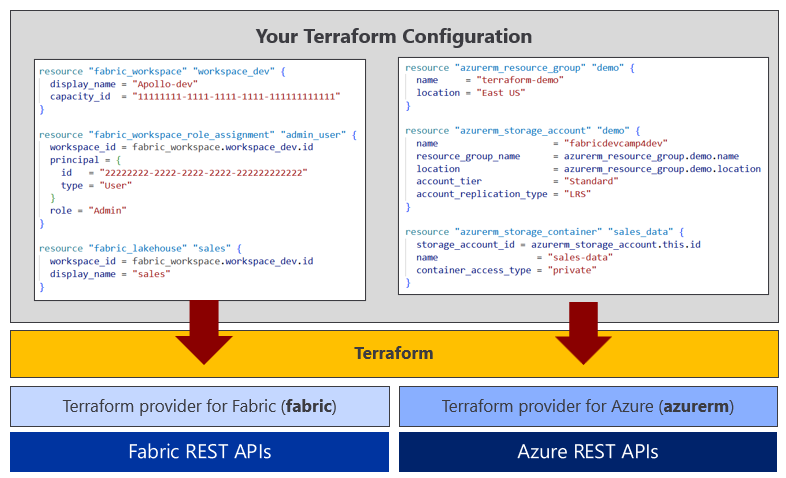 Your Terraform Configuration
resource "fabric_workspace" "workspace_dev" {
display_name = "Apollo-dev"
capacity_id = "11111111-1111-1111-1111-111111111111"
}
resource "fabric_workspace_role_assignment" "admin_user" {
workspace_id = fabric_workspace.workspace_dev.id
principal = {
id = "22222222-2222-2222-2222-222222222222"
type = "User"
}
role = "Admin"
}
resource "fabric_lakehouse" "sales" {
workspace_id = fabric_workspace.workspace_dev.id
display_name = "sales"
}
resource "azurerm_resource_group" "demo" {
name = "terraform-demo"
location = "East US"
}
resource "azurerm_storage_account" "demo" {
name = "fabricdevcamp4dev"
resource_group_name = azurerm_resource_group.demo.name
location = azurerm_resource_group.demo.location
account_tier = "Standard"
account_replication_type = "LRS"
}
resource "azurerm_storage_container" "sales_data" {
storage_account_id = azurerm_storage_account.this.id
name = "sales-data"
container_access_type = "private"
}
Terraform
Terraform provider for Fabric (fabric)
Terraform provider for Azure (azurerm)
Fabric REST APIs
Azure REST APIs